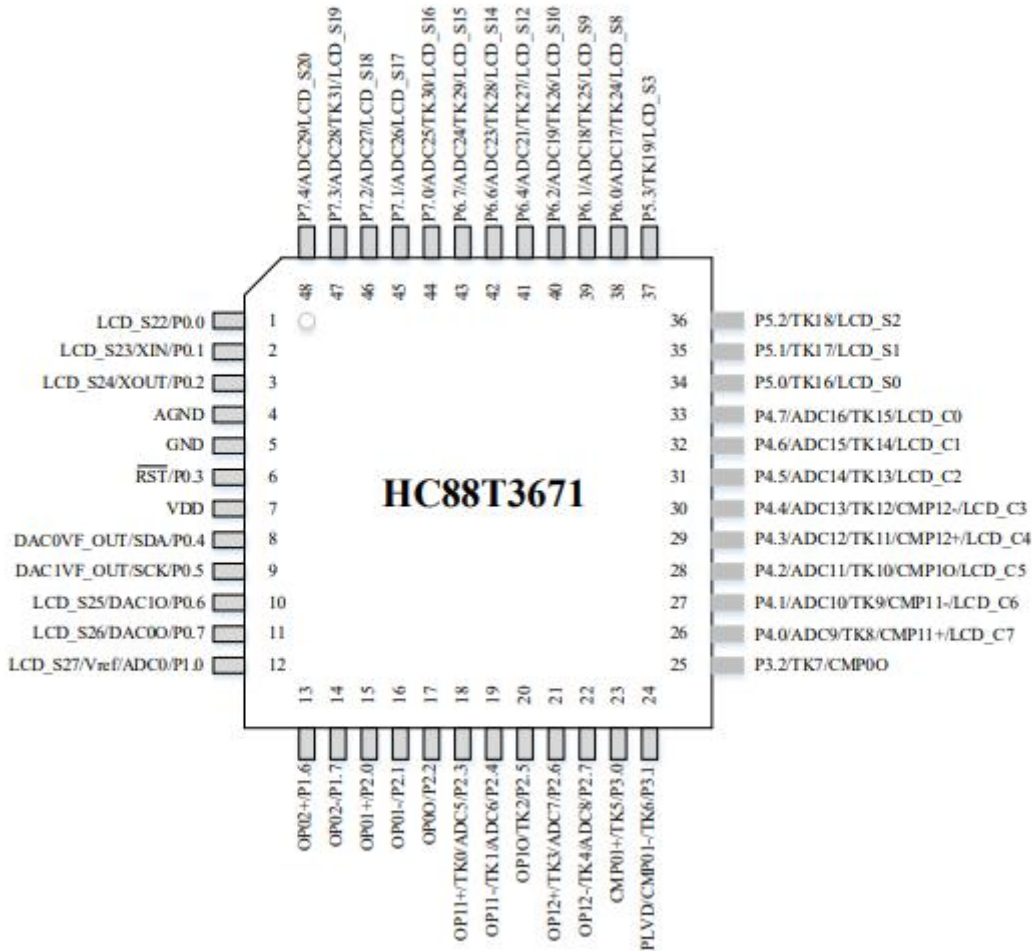 P7.4/ADC29/LCD_S20
P7.3/ADC28/TK31/LCD_S19
P7.2/ADC27/LCD_S18
P7.1/ADC26/LCD_S17
P7.0/ADC25/TK30/LCD_S16
P6.7/ADC24/TK29/LCD_S15
P6.6/ADC23/TK28/LCD_S14
P6.4/ADC21/TK27/LCD_S12
P6.2/ADC19/TK26/LCD_S10
P6.1/ADC18/TK25/LCD_S9
P6.0/ADC17/TK24/LCD_S8
P5.3/TK19/LCD_S3
48 47 46 45 44 43 42 41 40 39 38 37
LCD_S22/P0.0 1
LCD_S23/XIN/P0.1 2
LCD_S24/XOUT/P0.2 3
AGND 4
GND 5
RST/P0.3 6
VDD 7
DAC0VF_OUT/SDA/P0.4 8
DAC1VF_OUT/SCK/P0.5 9
LCD_S25/DAC1O/P0.6 10
LCD_S26/DAC0O/P0.7 11
LCD_S27/Vref/ADC0/P1.0 12
HC88T3671
36 P5.2/TK18/LCD_S2
35 P5.1/TK17/LCD_S1
34 P5.0/TK16/LCD_S0
33 P4.7/ADC16/TK15/LCD_C0
32 P4.6/ADC15/TK14/LCD_C1
31 P4.5/ADC14/TK13/LCD_C2
30 P4.4/ADC13/TK12/CMP12-/LCD_C3
29 P4.3/ADC12/TK11/CMP12+/LCD_C4
28 P4.2/ADC11/TK10/CMP1O/LCD_C5
27 P4.1/ADC10/TK9/CMP11-/LCD_C6
26 P4.0/ADC9/TK8/CMP11+/LCD_C7
25 P3.2/TK7/CMP0O
13 14 15 16 17 18 19 20 21 22 23 24
OP02+/P1.6
OP02-/P1.7
OP01+/P2.0
OP01-/P2.1
OP0O/P2.2
OP11+/TK0/ADC5/P2.3
OP11-/TK1/ADC6/P2.4
OP1O/TK2/P2.5
OP12+/TK3/ADC7/P2.6
OP12-/TK4/ADC8/P2.7
CMP01+/TK5/P3.0
PLVD/CMP01-/TK6/P3.1